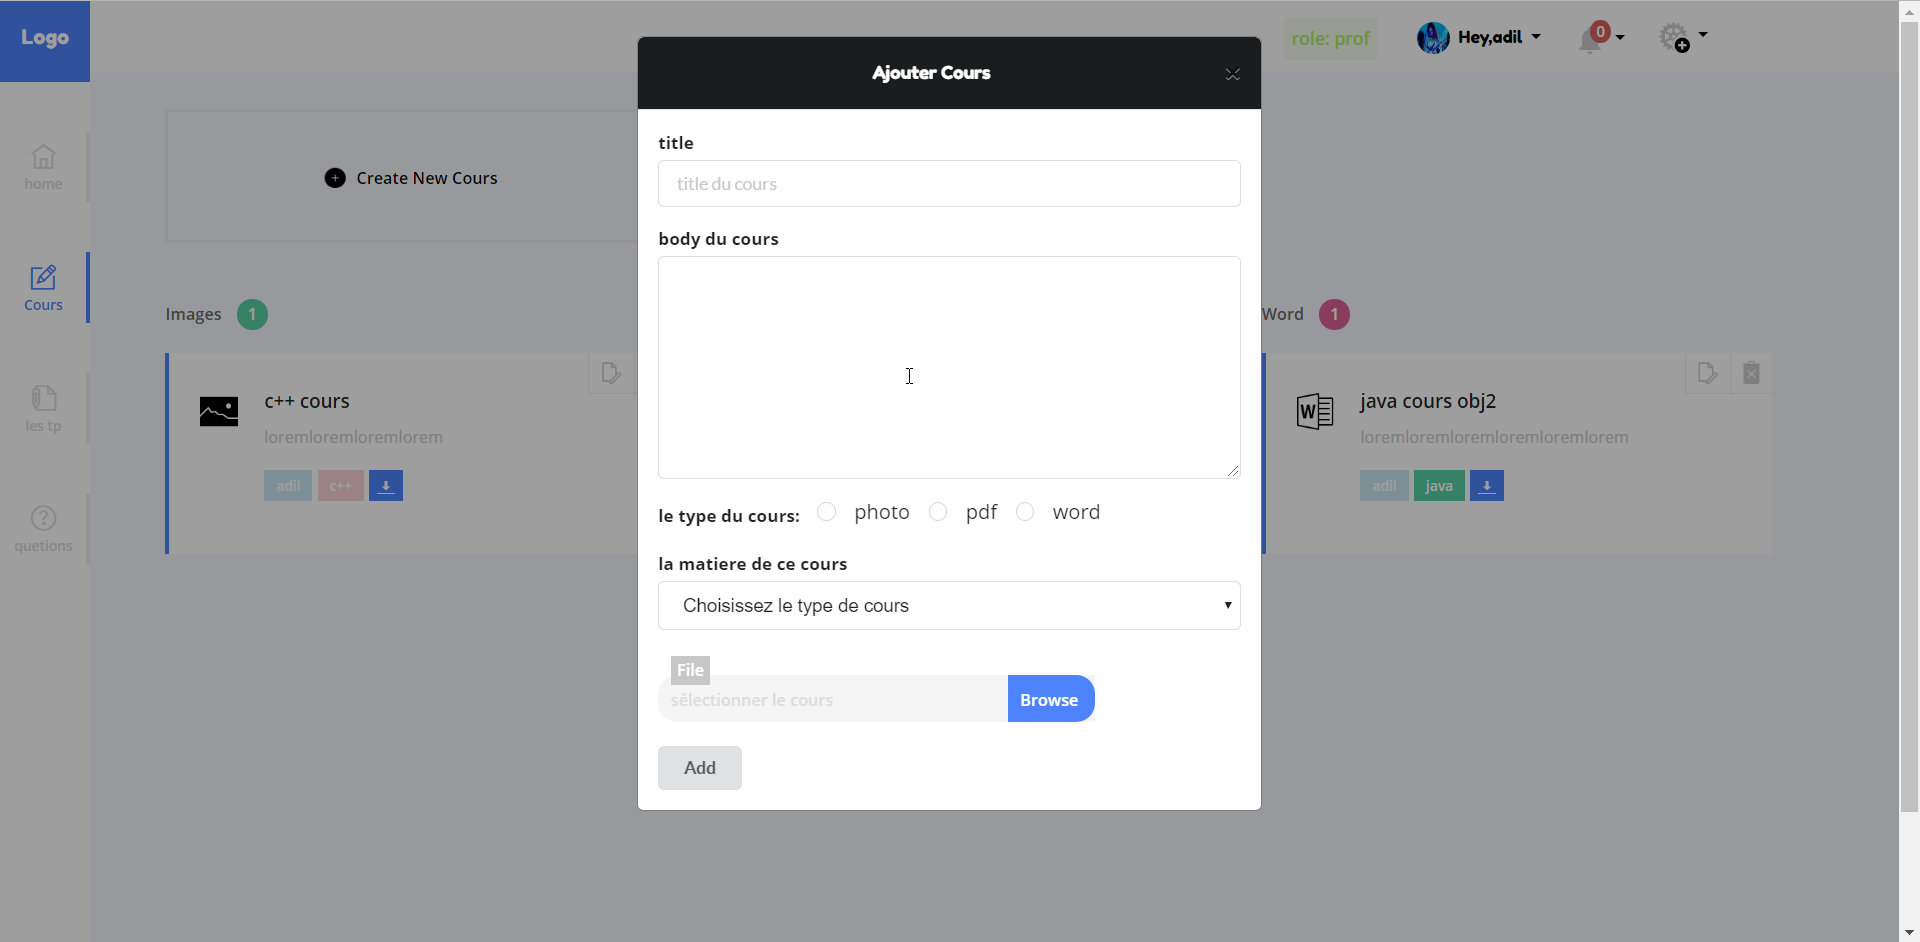 Logo
role: prof
Hey,adil
0
home
Cours
les tp
quetions
Create New Cours
Images 1
c++ cours
loremloremloremlorem
adil c++
Ajouter Cours
title
title du cours
body du cours
le type du cours: photo pdf word
la matiere de ce cours
Choisissez le type de cours
File
sélectionner le cours
Browse
Add
Word 1
java cours obj2
loremloremloremloremloremlorem
adil java